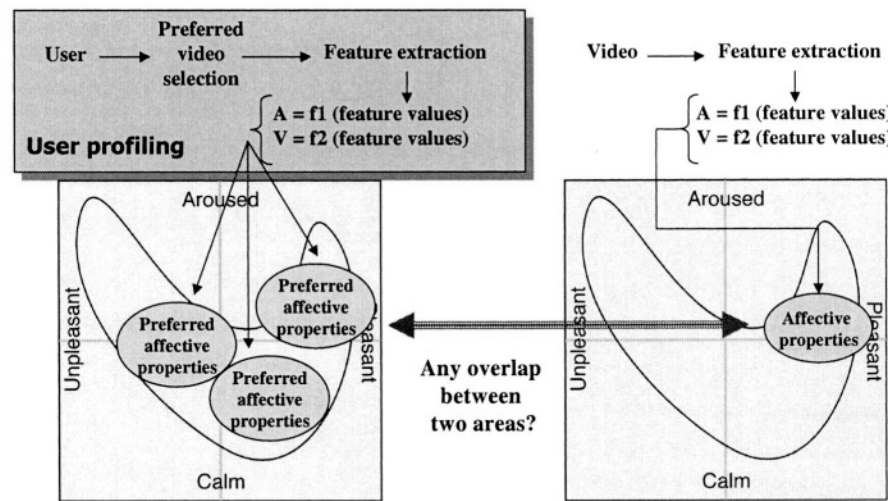 User
Preferred
video
selection
Feature extraction
A = f1 (feature values)
V = f2 (feature values)
User profiling
Aroused
Unpleasant
Pleasant
Calm
Preferred
affective
properties
Preferred
affective
properties
Preferred
affective
properties
Any overlap
between
two areas?
Video
Feature extraction
A = f1 (feature values)
V = f2 (feature values)
Aroused
Unpleasant
Pleasant
Calm
Affective
properties